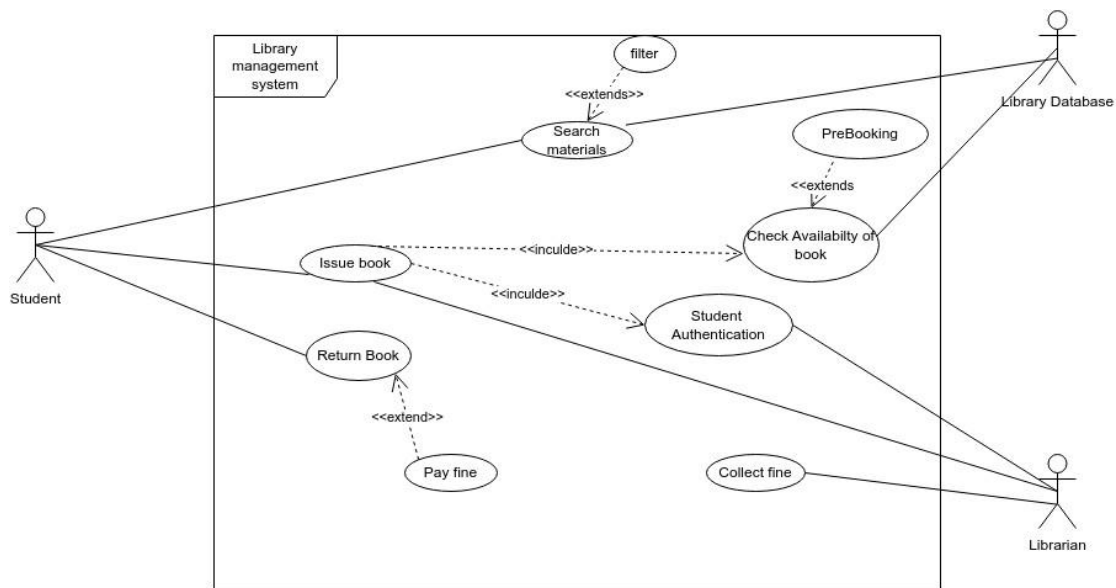 Library
management
system
filter
<<extends>>
Search
materials
Library Database
PreBooking
<<extends
Check Availabilty of
book
Student
Issue book
<<inculde>>
<<inculde>>
Student
Authentication
Return Book
<<extend>>
Pay fine
Collect fine
Librarian